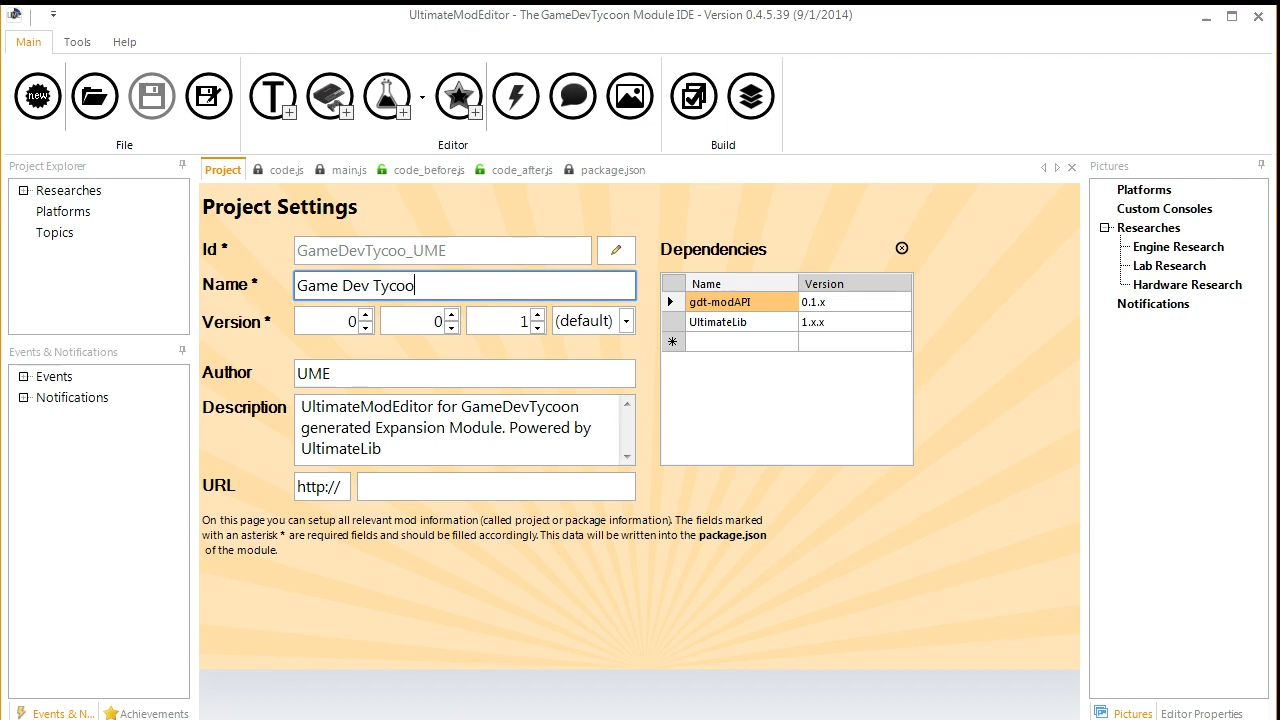 UltimateModEditor - The GameDevTycoon Module IDE - Version 0.4.5.39 (9/1/2014)
Main Tools Help
new T
File Editor Build
Project Explorer
Researches
Platforms
Topics
Events & Notifications
Events
Notifications
Events & N... Achievements
Project code.js main.js code_before.js code_after.js package.json
Project Settings
Id * GameDevTycoo_UME
Name * Game Dev Tycoo
Version * 0 0 1 (default)
Author UME
Description UltimateModEditor for GameDevTycoon
generated Expansion Module. Powered by
UltimateLib
URL http://
Dependencies
Name Version
gdt-modAPI 0.1.x
UltimateLib 1.x.x
On this page you can setup all relevant mod information (called project or package information). The fields marked
with an asterisk * are required fields and should be filled accordingly. This data will be written into the package.json
of the module.
Pictures
Platforms
Custom Consoles
Researches
Engine Research
Lab Research
Hardware Research
Notifications
Pictures Editor Properties